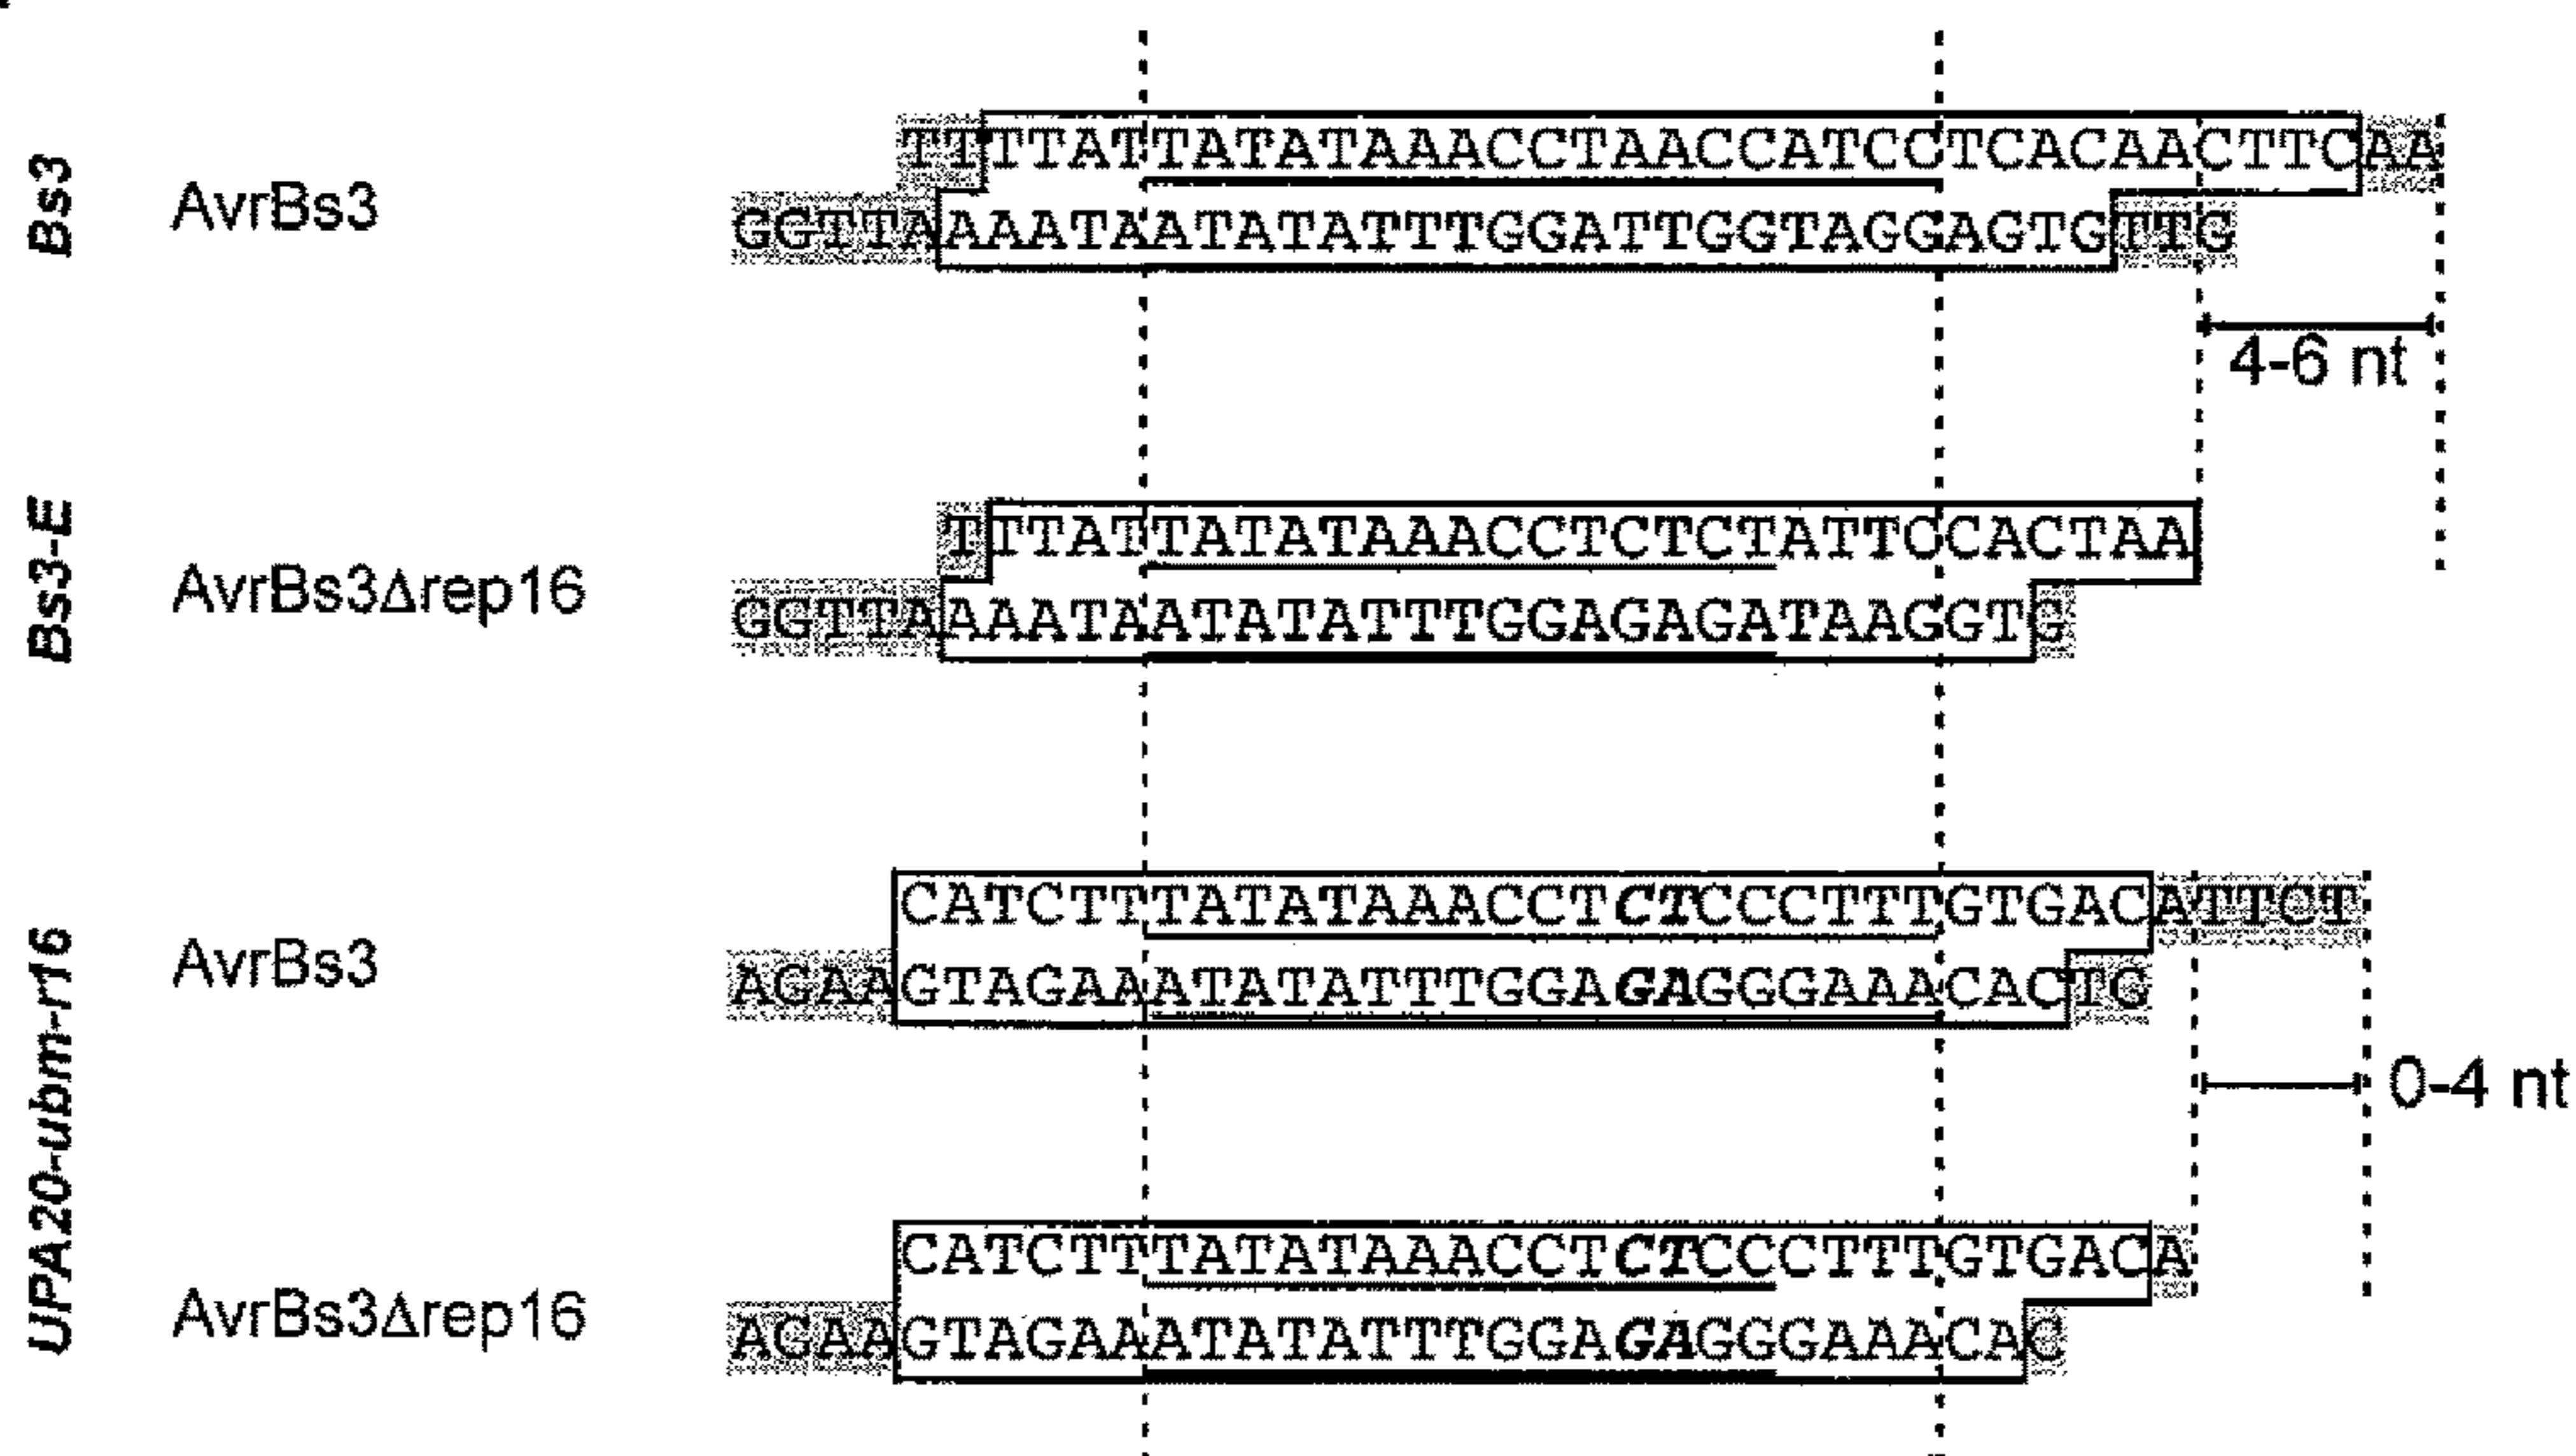 Bs3
AvrBs3
TTTTATTATATAAACCTAACCATCCTCACAACTTCAA
GGTTAAAATAATATATTTGGATTGGTAGGAGTGTTG
4-6 nt
Bs3-E
AvrBs3Δrep16
TTTATTATATAAACCTCTCTATTCCACTAA
GGTTAAAATAATATATTTGGAGAGATAAGGTG
UPA20-ubm-r16
AvrBs3
CATCTTTATATAAACCTCTCCCTTTGTGACATTCT
AGAAGTAGAAATATATTTGGAGAGGGAAACACTG
0-4 nt
AvrBs3Δrep16
CATCTTTATATAAACCTCTCCCTTTGTGACA
AGAAGTAGAAATATATTTGGAGAGGGAAACAC